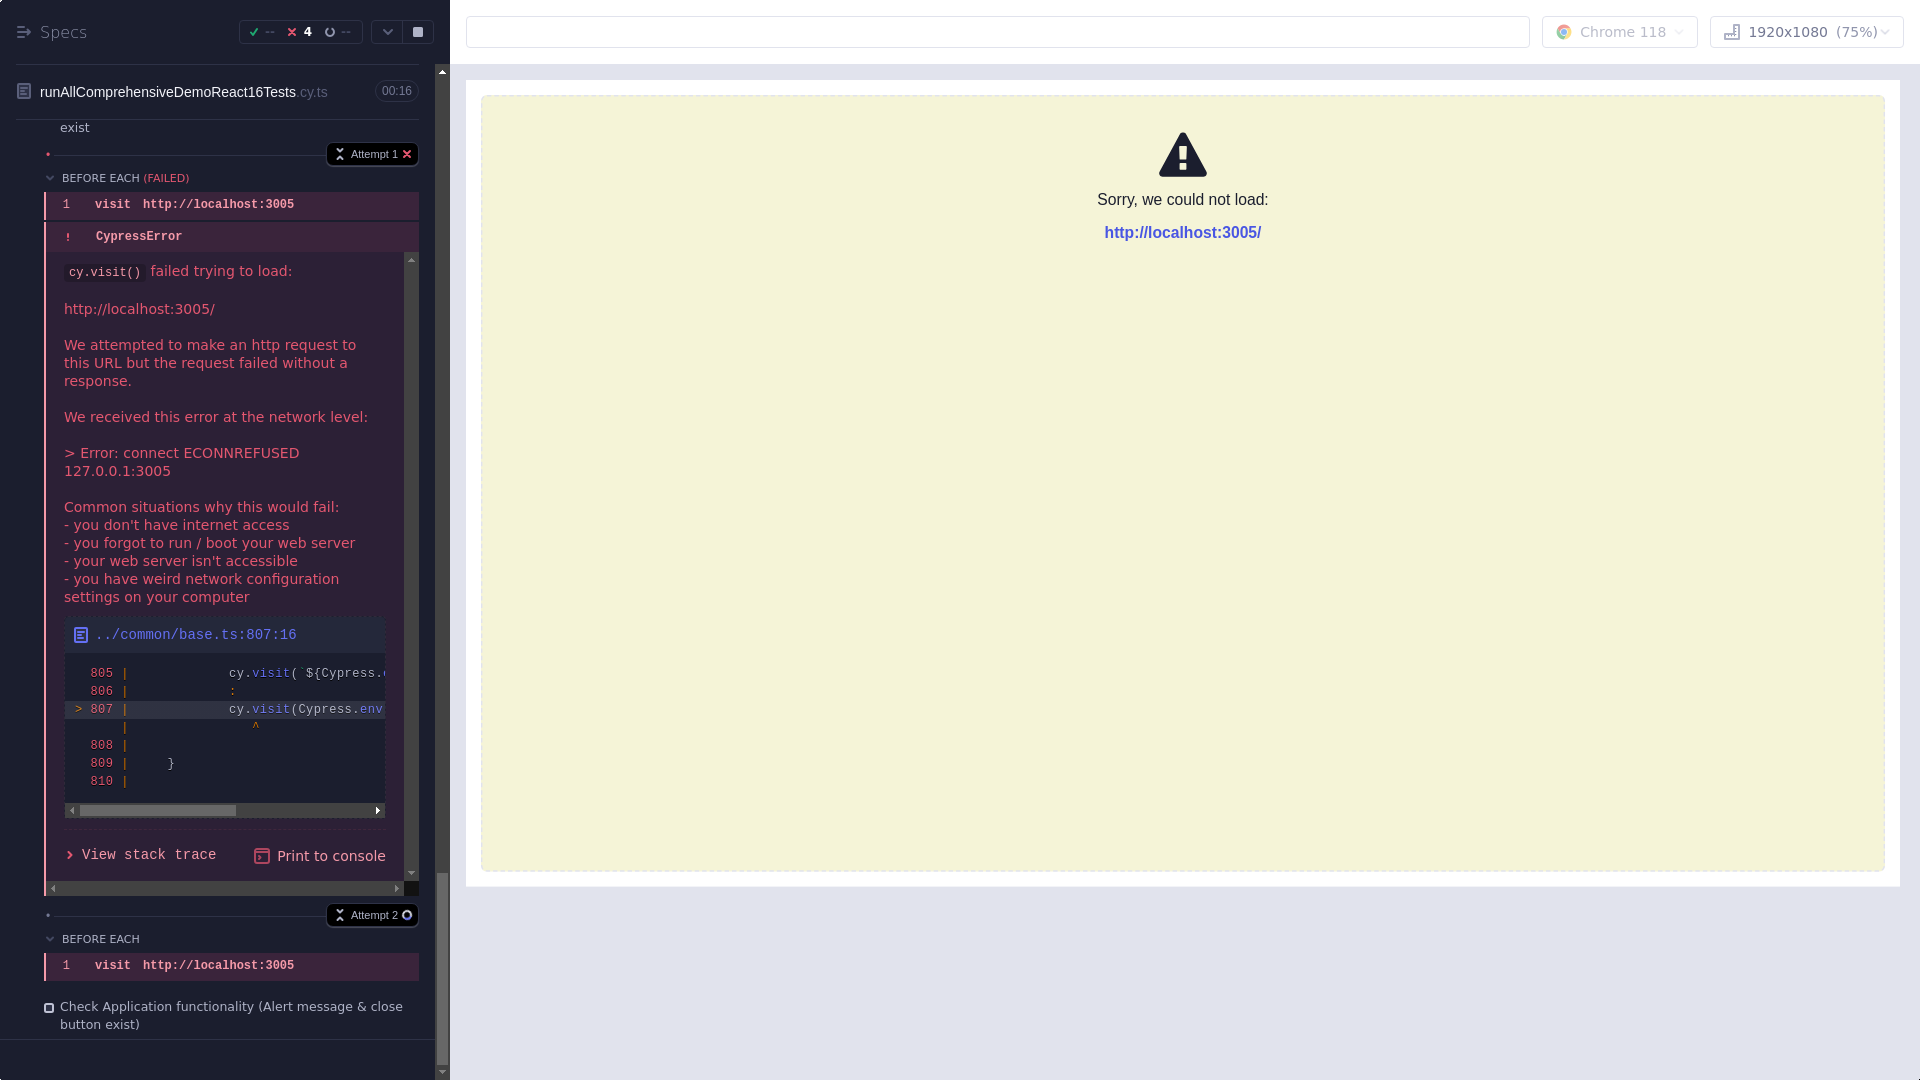 Specs
--
4
--
Chrome 118
1920x1080 (75%)
runAllComprehensiveDemoReact16Tests.cy.ts
00:16
exist
Attempt 1
BEFORE EACH (FAILED)
1 visit http://localhost:3005
! CypressError
cy.visit() failed trying to load:
http://localhost:3005/
We attempted to make an http request to
this URL but the request failed without a
response.
We received this error at the network level:
> Error: connect ECONNREFUSED
127.0.0.1:3005
Common situations why this would fail:
- you don't have internet access
- you forgot to run / boot your web server
- your web server isn't accessible
- you have weird network configuration
settings on your computer
../common/base.ts:807:16
805 | cy.visit(`${Cypress.
806 | :
> 807 | cy.visit(Cypress.env
| ^
808 |
809 | }
810 |
View stack trace
Print to console
Attempt 2
BEFORE EACH
1 visit http://localhost:3005
Check Application functionality (Alert message & close
button exist)
Sorry, we could not load:
http://localhost:3005/